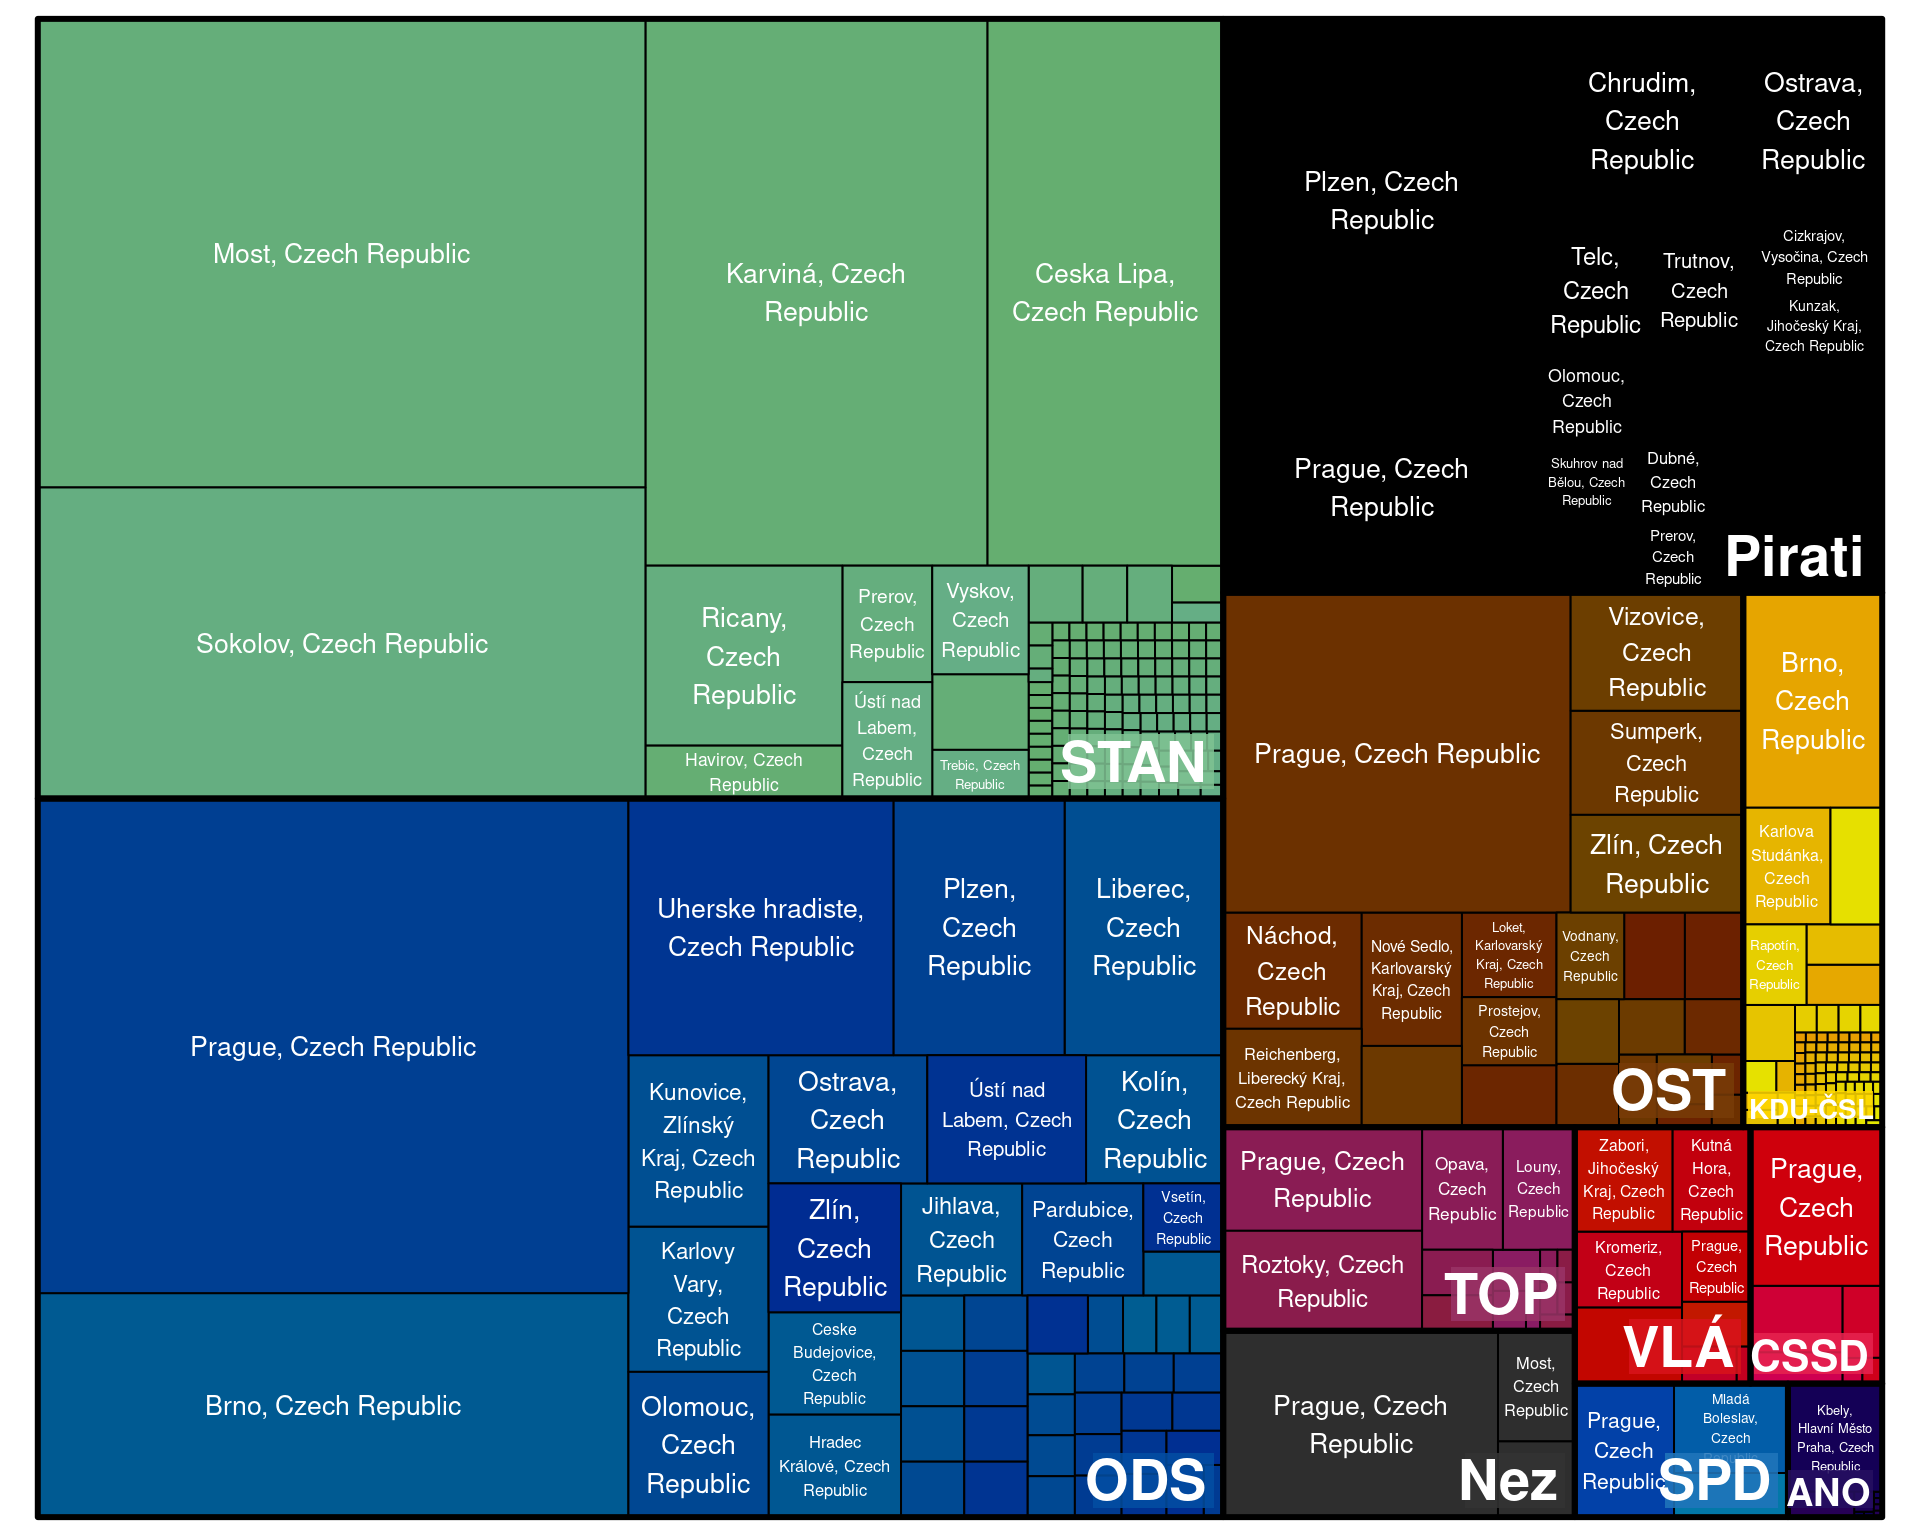 Most, Czech Republic
Sokolov, Czech Republic
Karviná, Czech
Republic
Ceska Lipa,
Czech Republic
Ricany,
Czech
Republic
Havirov, Czech
Republic
Prerov,
Czech
Republic
Ústí nad
Labem,
Czech
Republic
Vyskov,
Czech
Republic
Trebic, Czech
Republic
STAN
Plzen, Czech
Republic
Prague, Czech
Republic
Chrudim,
Czech
Republic
Ostrava,
Czech
Republic
Telc,
Czech
Republic
Trutnov,
Czech
Republic
Cizkrajov,
Vysočina, Czech
Republic
Kunzak,
Jihočeský Kraj,
Czech Republic
Olomouc,
Czech
Republic
Skuhrov nad
Bělou, Czech
Republic
Dubné,
Czech
Republic
Prerov,
Czech
Republic
Pirati
Prague, Czech Republic
Brno, Czech Republic
Uherske hradiste,
Czech Republic
Plzen,
Czech
Republic
Liberec,
Czech
Republic
Kunovice,
Zlínský
Kraj, Czech
Republic
Karlovy
Vary,
Czech
Republic
Olomouc,
Czech
Republic
Ostrava,
Czech
Republic
Ústí nad
Labem, Czech
Republic
Kolín,
Czech
Republic
Zlín,
Czech
Republic
Jihlava,
Czech
Republic
Pardubice,
Czech
Republic
Vsetín,
Czech
Republic
Ceske
Budejovice,
Czech
Republic
Hradec
Králové, Czech
Republic
ODS
Prague, Czech Republic
Vizovice,
Czech
Republic
Sumperk,
Czech
Republic
Zlín, Czech
Republic
Náchod,
Czech
Republic
Reichenberg,
Liberecký Kraj,
Czech Republic
Nové Sedlo,
Karlovarský
Kraj, Czech
Republic
Loket,
Karlovarský
Kraj, Czech
Republic
Prostejov,
Czech
Republic
Vodnany,
Czech
Republic
OST
Brno,
Czech
Republic
Karlova
Studánka,
Czech
Republic
Rapotín,
Czech
Republic
KDU-ČSL
Prague, Czech
Republic
Roztoky, Czech
Republic
Opava,
Czech
Republic
Louny,
Czech
Republic
TOP
Zabori,
Jihočeský
Kraj, Czech
Republic
Kutná
Hora,
Czech
Republic
Kromeriz,
Czech
Republic
Prague,
Czech
Republic
VLÁ
Prague,
Czech
Republic
CSSD
Prague, Czech
Republic
Most,
Czech
Republic
Nez
Prague,
Czech
Republic
Mladá
Boleslav,
Czech
Republic
SPD
Kbely,
Hlavní Město
Praha, Czech
Republic
ANO